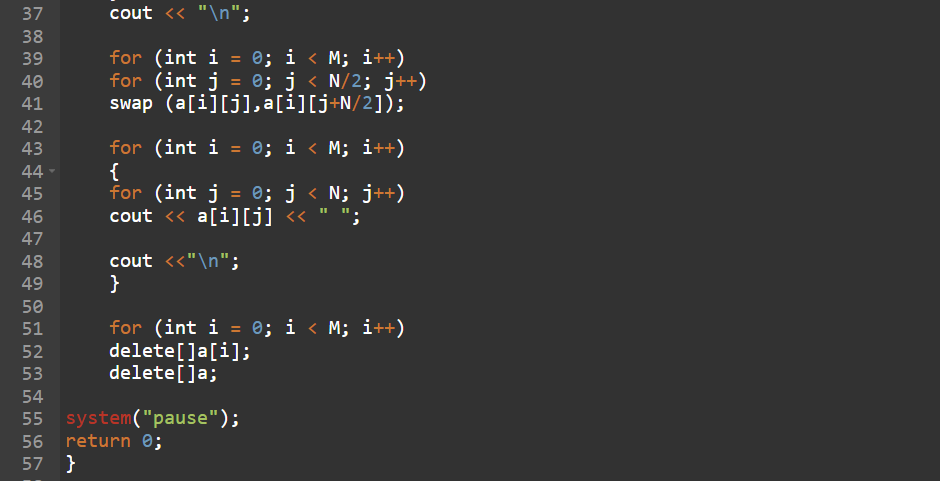 37 cout << "\n";
38
39 for (int i = 0; i < M; i++)
40 for (int j = 0; j < N/2; j++)
41 swap (a[i][j],a[i][j+N/2]);
42
43 for (int i = 0; i < M; i++)
44 {
45 for (int j = 0; j < N; j++)
46 cout << a[i][j] << " ";
47
48 cout <<"\n";
49 }
50
51 for (int i = 0; i < M; i++)
52 delete[]a[i];
53 delete[]a;
54
55 system("pause");
56 return 0;
57 }